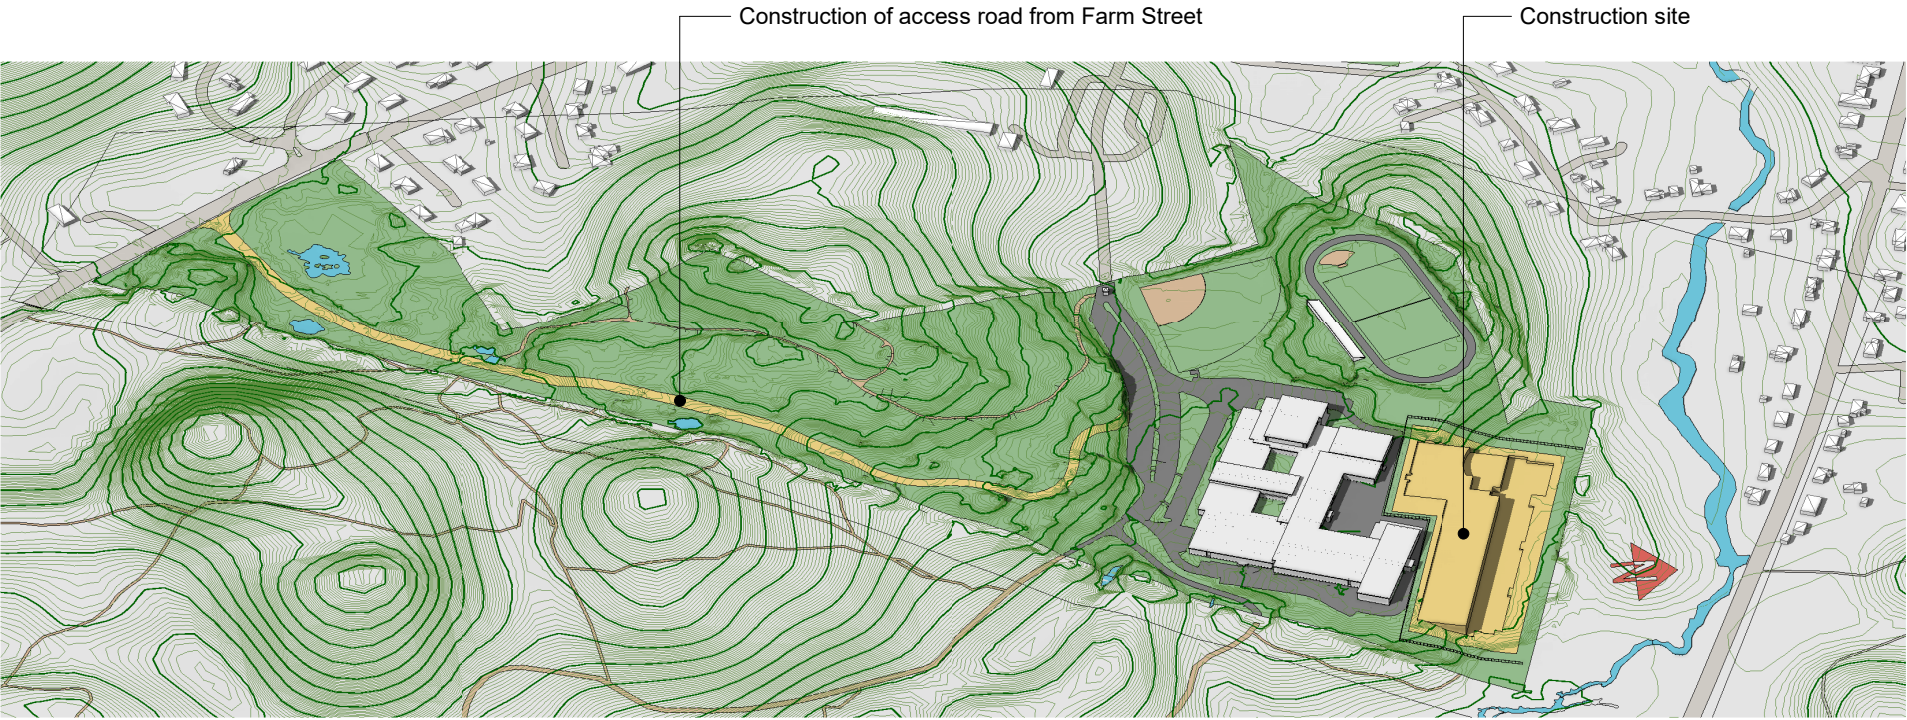 Construction of access road from Farm Street
Construction site